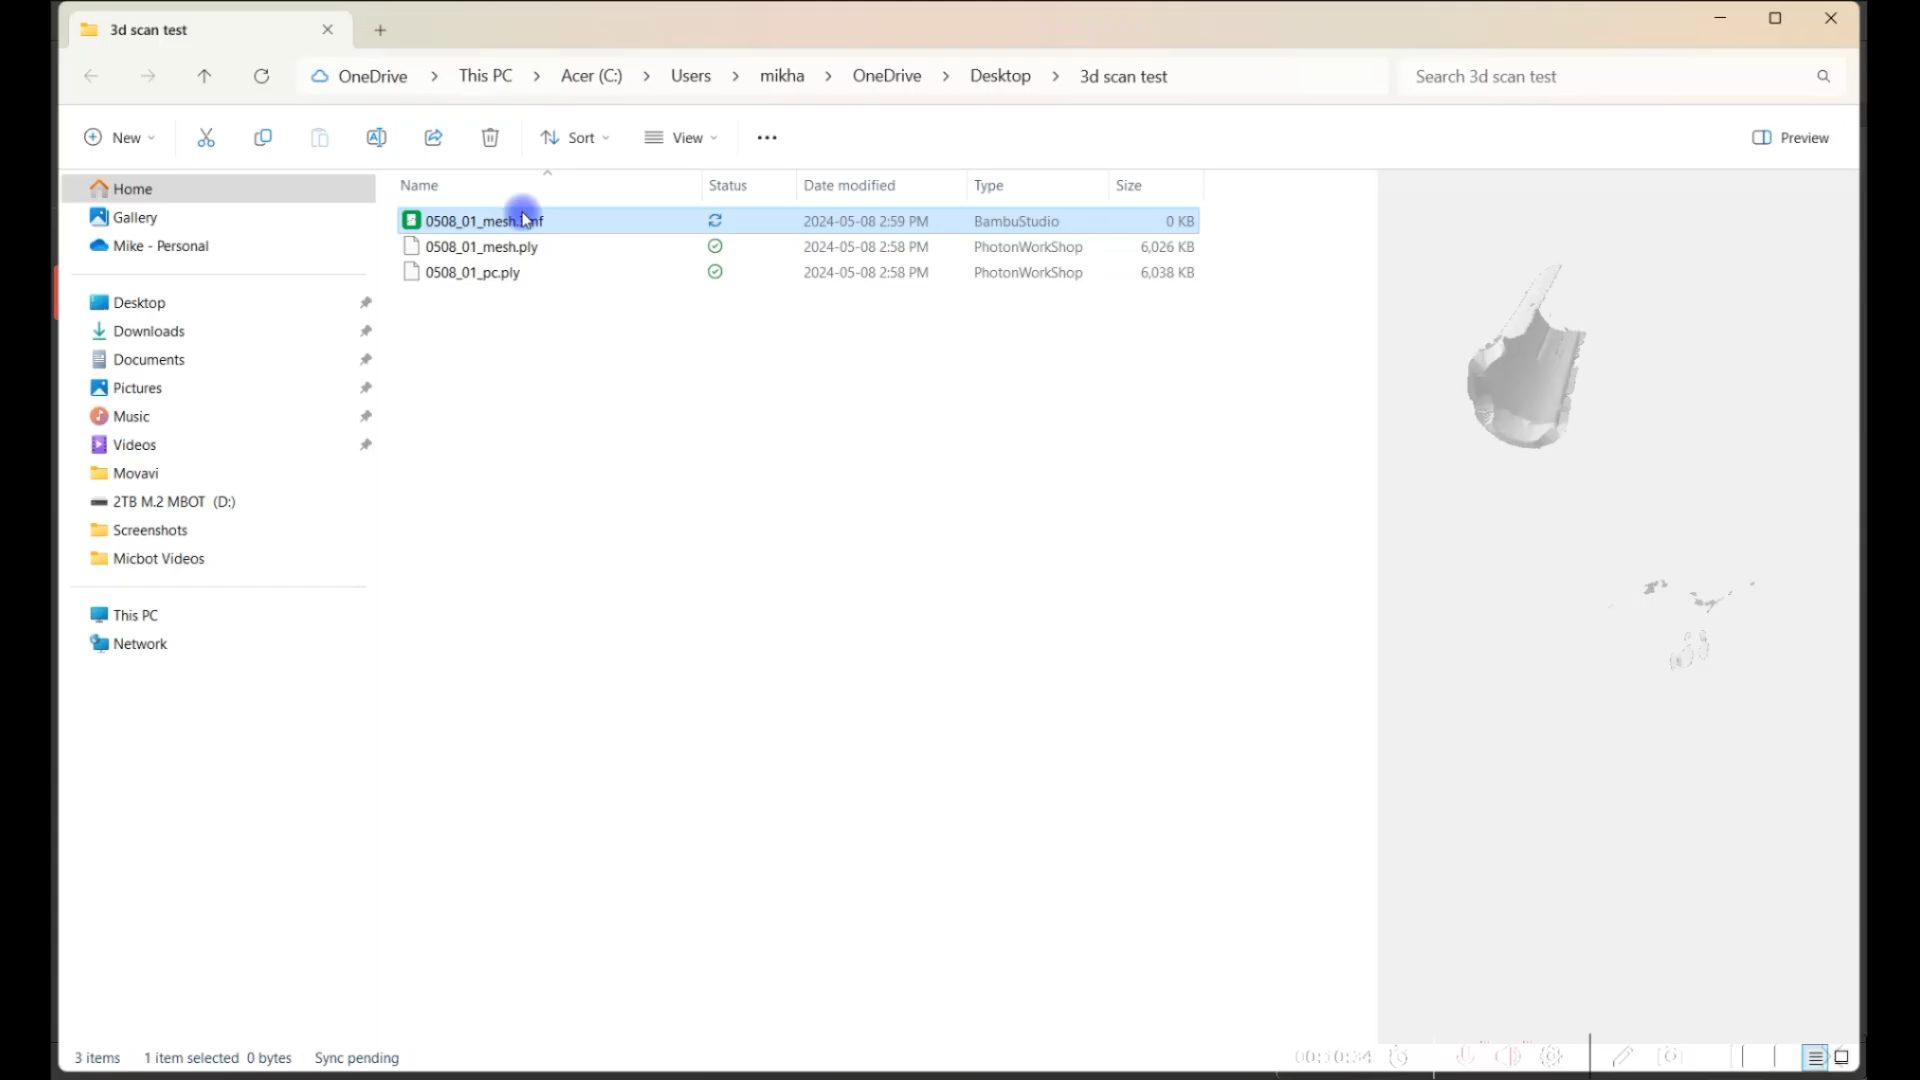 3d scan test
OneDrive > This PC > Acer (C:) > Users > mikha > OneDrive > Desktop > 3d scan test
Search 3d scan test
New
Sort
View
Preview
Name Status Date modified Type Size
0508_01_mesh. 2024-05-08 2:59 PM BambuStudio 0 KB
0508_01_mesh.ply 2024-05-08 2:58 PM PhotonWorkShop 6,026 KB
0508_01_pc.ply 2024-05-08 2:58 PM PhotonWorkShop 6,038 KB
Home
Gallery
Mike - Personal
Desktop
Downloads
Documents
Pictures
Music
Videos
Movavi
2TB M.2 MBOT (D:)
Screenshots
Micbot Videos
This PC
Network
3 items 1 item selected 0 bytes Sync pending